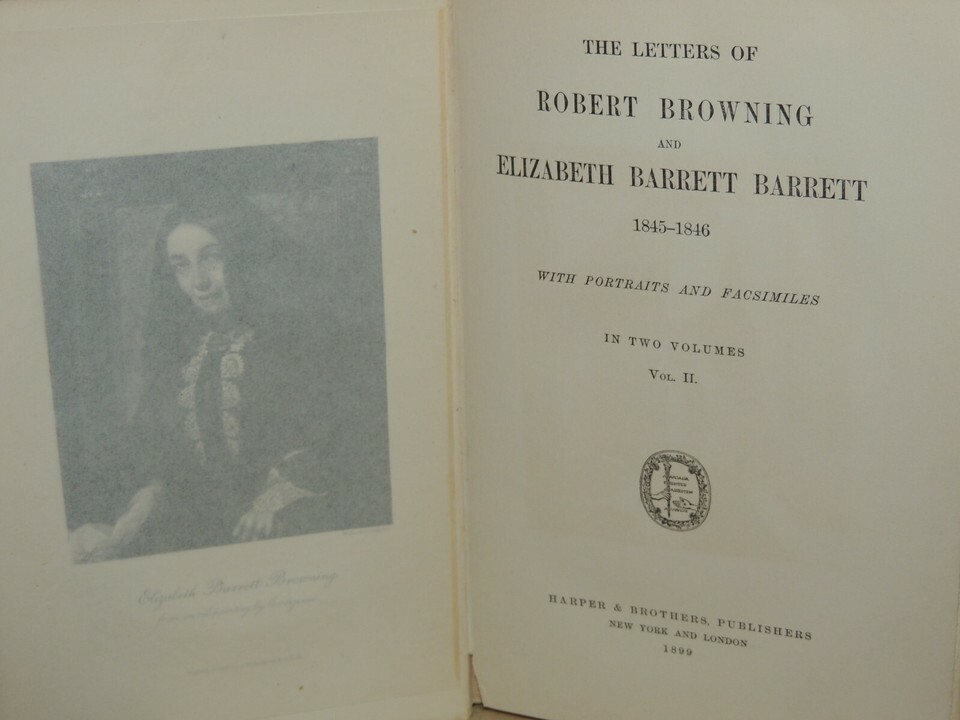 Elizabeth Barrett Browning
THE LETTERS OF
ROBERT BROWNING
AND
ELIZABETH BARRETT BARRETT
1845–1846
WITH PORTRAITS AND FACSIMILES
IN TWO VOLUMES
VOL. II.
HARPER & BROTHERS, PUBLISHERS
NEW YORK AND LONDON
1899